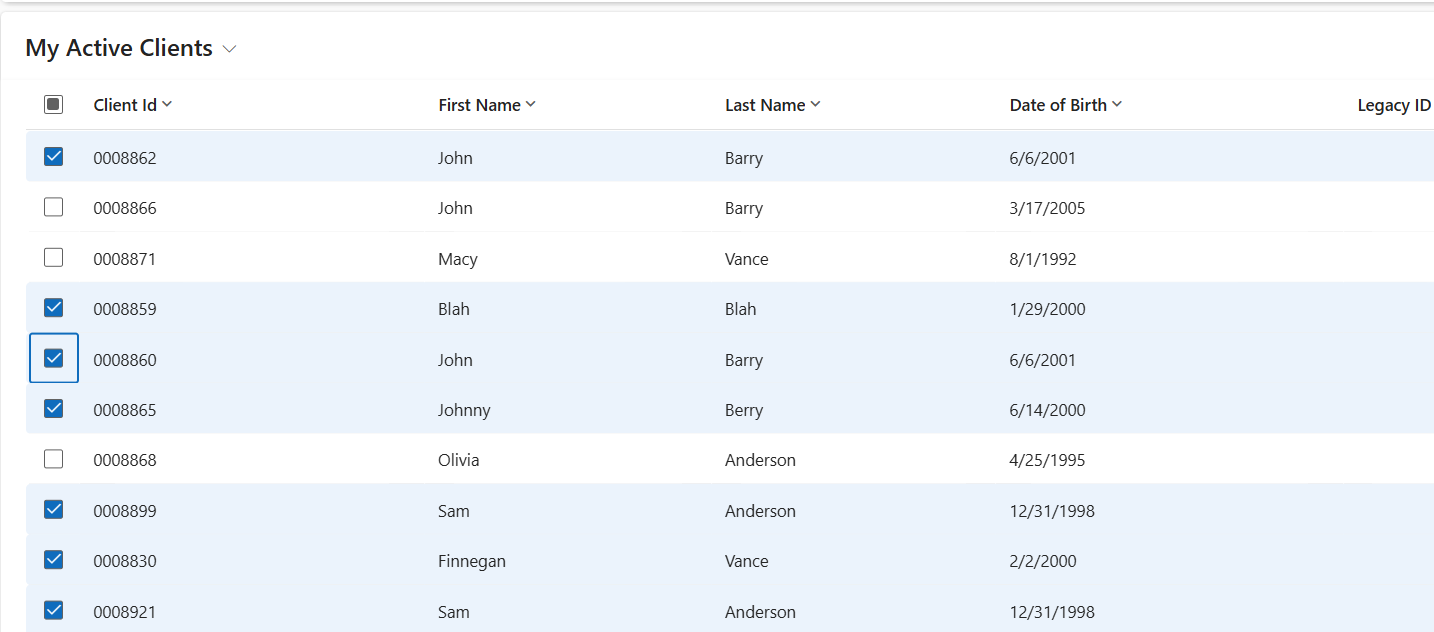 My Active Clients
Client Id First Name Last Name Date of Birth Legacy ID
0008862 John Barry 6/6/2001
0008866 John Barry 3/17/2005
0008871 Macy Vance 8/1/1992
0008859 Blah Blah 1/29/2000
0008860 John Barry 6/6/2001
0008865 Johnny Berry 6/14/2000
0008868 Olivia Anderson 4/25/1995
0008899 Sam Anderson 12/31/1998
0008830 Finnegan Vance 2/2/2000
0008921 Sam Anderson 12/31/1998